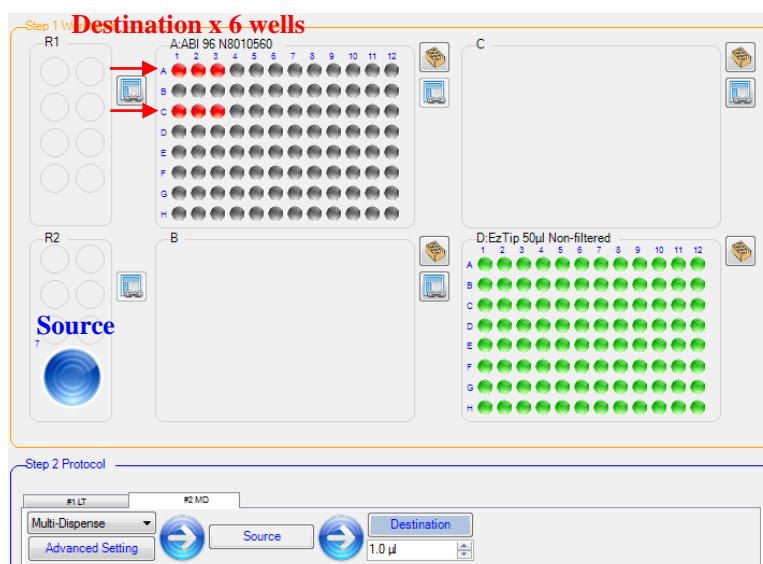 Step 1 Wor
Destination x 6 wells
R1
A:ABI 96 N8010560
C
1 2 3 4 5 6 7 8 9 10 11 12
A
B
C
D
E
F
G
H
R2
B
D:EzTip 50µl Non-filtered
1 2 3 4 5 6 7 8 9 10 11 12
A
B
C
D
E
F
G
H
Source
7
Step 2 Protocol
#1 LT
#2 MD
Multi-Dispense
Source
Destination
Advanced Setting
1.0 µl